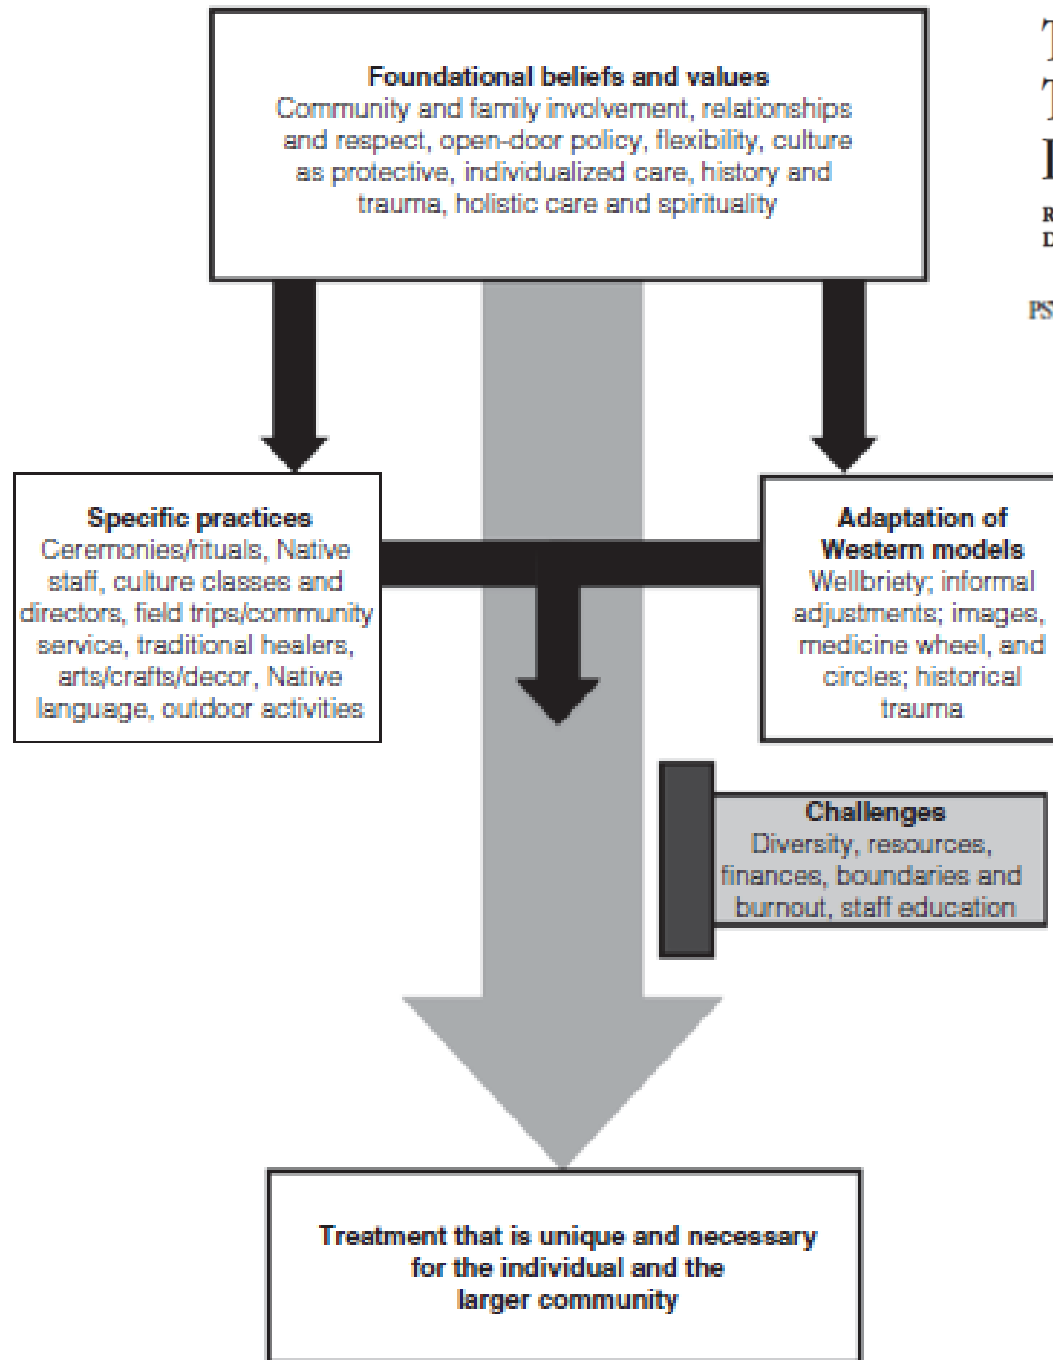 Foundational beliefs and values
Community and family involvement, relationships
and respect, open-door policy, flexibility, culture
as protective, individualized care, history and
trauma, holistic care and spirituality
Specific practices
Ceremonies/rituals, Native
staff, culture classes and
directors, field trips/community
service, traditional healers,
arts/crafts/decor, Native
language, outdoor activities
Adaptation of
Western models
Wellbriety; informal
adjustments; images,
medicine wheel, and
circles; historical
trauma
Challenges
Diversity, resources,
finances, boundaries and
burnout, staff education
Treatment that is unique and necessary
for the individual and the
larger community